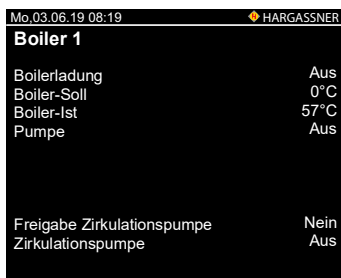 Mo,03.06.19 08:19 HARGASSNER
Boiler 1
Boilerladung Aus
Boiler-Soll 0°C
Boiler-Ist 57°C
Pumpe Aus
Freigabe Zirkulationspumpe Nein
Zirkulationspumpe Aus